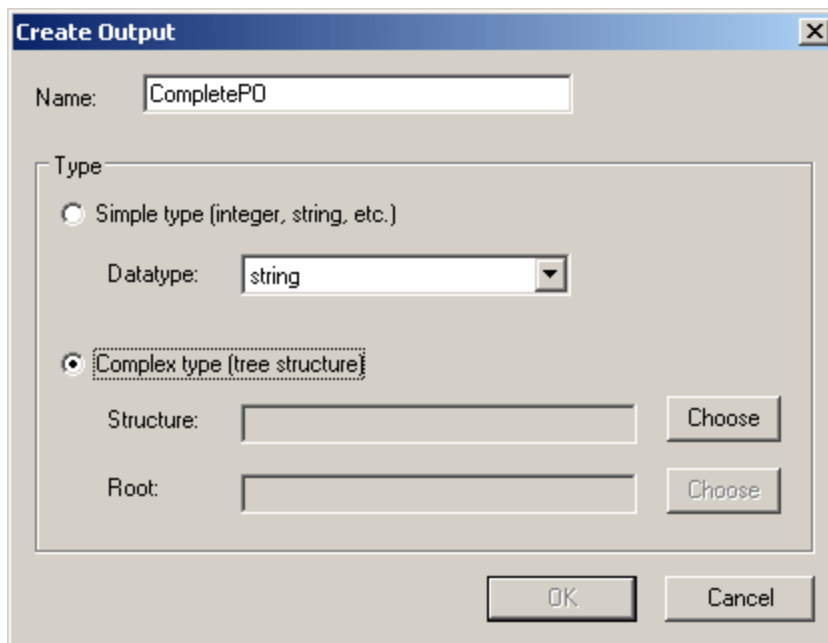 Create Output
Name: CompletePO
Type
Simple type (integer, string, etc.)
Datatype: string
Complex type (tree structure)
Structure: Choose
Root: Choose
OK Cancel